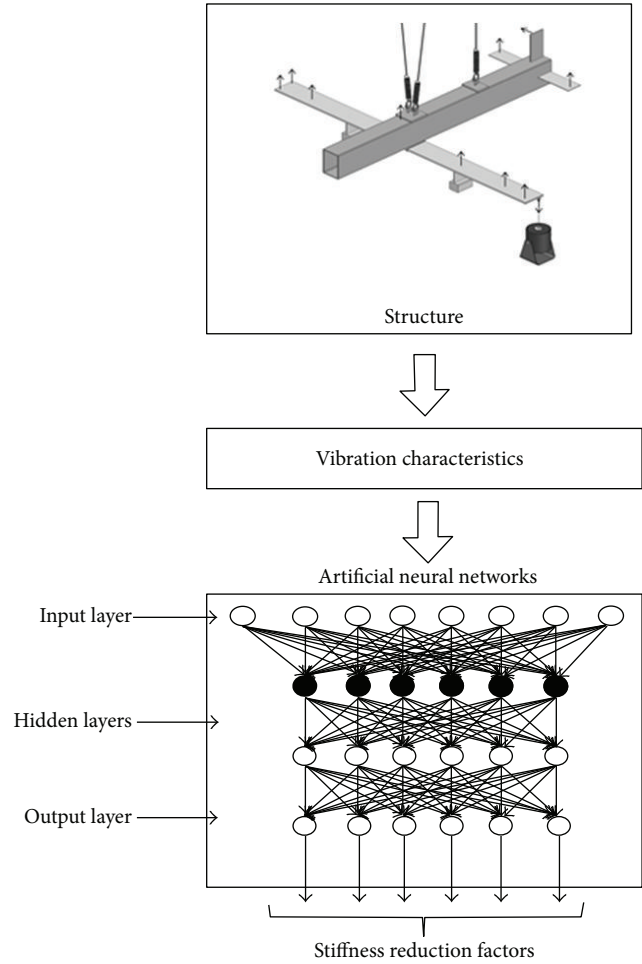 Structure
Vibration characteristics
Artificial neural networks
Input layer
Hidden layers
Output layer
Stiffness reduction factors